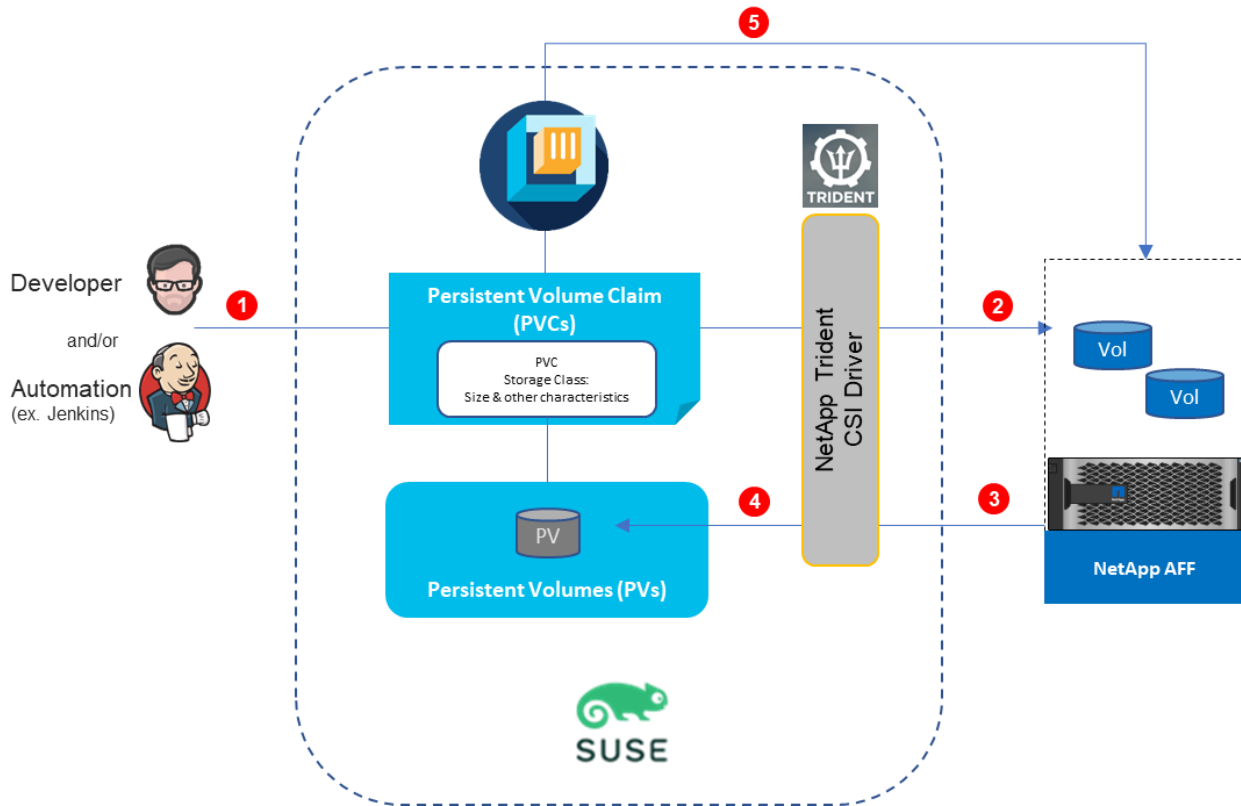 5
TRIDENT
Developer
1
and/or
Automation
(ex. Jenkins)
Persistent Volume Claim
(PVCs)
PVC
Storage Class:
Size & other characteristics
NetApp Trident
CSI Driver
2
Vol
Vol
4
3
PV
Persistent Volumes (PVs)
NetApp AFF
SUSE